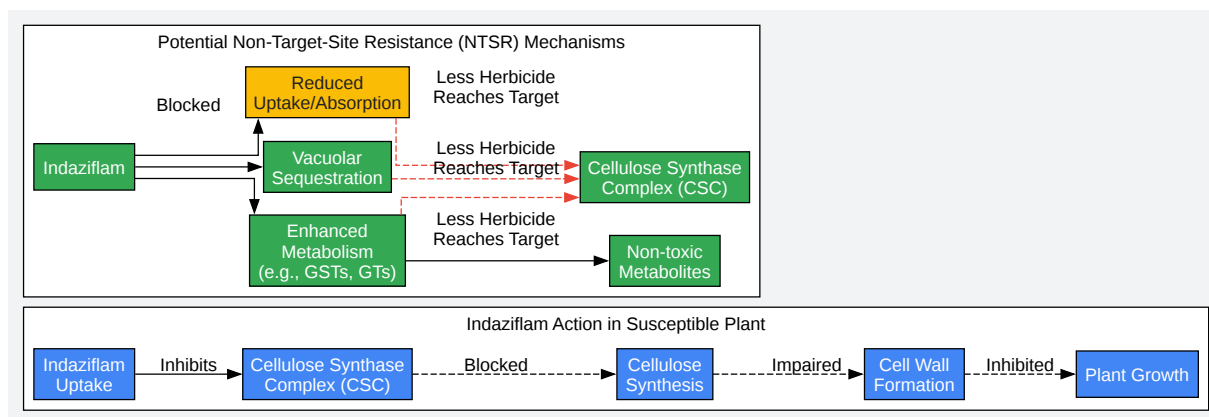 Potential Non-Target-Site Resistance (NTSR) Mechanisms
Blocked
Reduced
Uptake/Absorption
Less Herbicide
Reaches Target
Indaziflam
Vacuolar
Sequestration
Less Herbicide
Reaches Target
Cellulose Synthase
Complex (CSC)
Enhanced
Metabolism
(e.g., GSTs, GTs)
Less Herbicide
Reaches Target
Non-toxic
Metabolites
Indaziflam Action in Susceptible Plant
Indaziflam
Uptake
Inhibits
Cellulose Synthase
Complex (CSC)
Blocked
Cellulose
Synthesis
Impaired
Cell Wall
Formation
Inhibited
Plant Growth